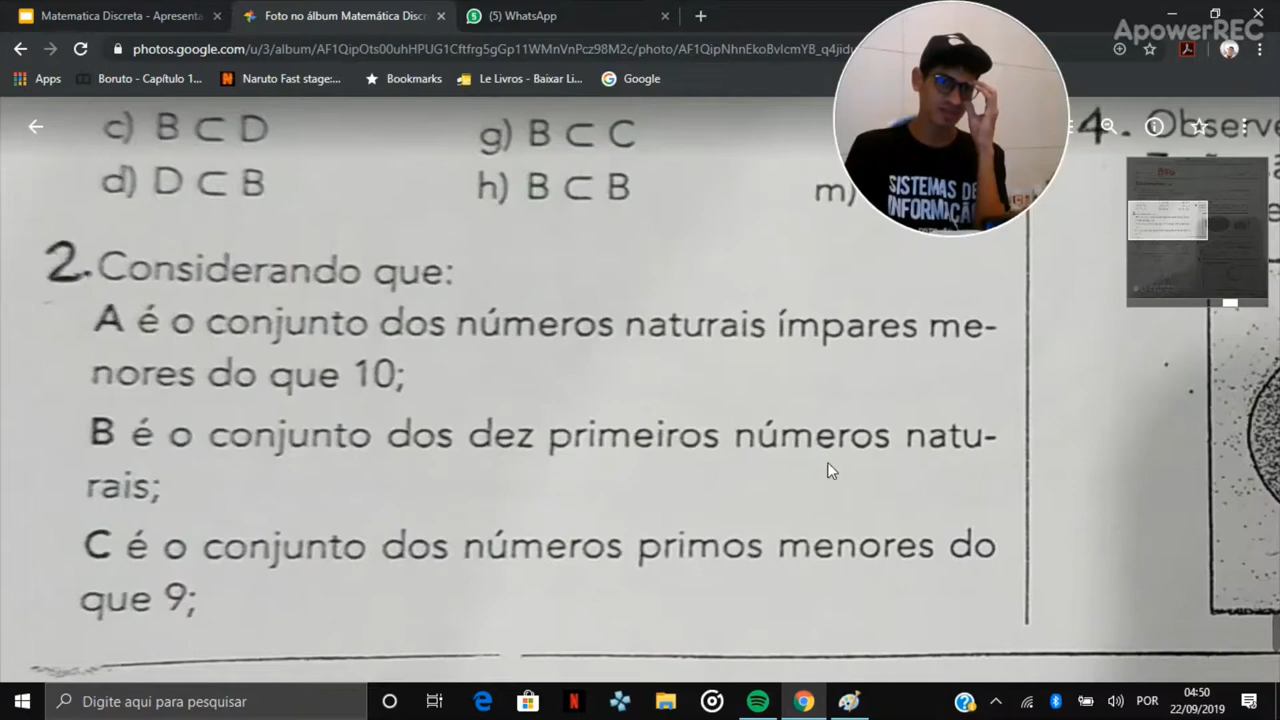 Matematica Discreta - Apresenta
Foto no álbum Matemática Discr
(5) WhatsApp
ApowerREC
photos.google.com/u/3/album/AF1QipOts00uhHPUG1Cftfrg5gGp11WMnVnPcz98M2c/photo/AF1QipNhnEkoBvlcmYB_q4jidu
Apps
Boruto - Capítulo 1...
Naruto Fast stage:...
Bookmarks
Le Livros - Baixar Li...
Google
c) B ⊂ D
g) B ⊂ C
4. Observ
d) D ⊂ B
h) B ⊂ B
m)
SISTEMAS DE
INFORMAÇÃO
2. Considerando que:
A é o conjunto dos números naturais ímpares me-
nores do que 10;
B é o conjunto dos dez primeiros números natu-
rais;
C é o conjunto dos números primos menores do
que 9;
Digite aqui para pesquisar
POR
04:50
22/09/2019